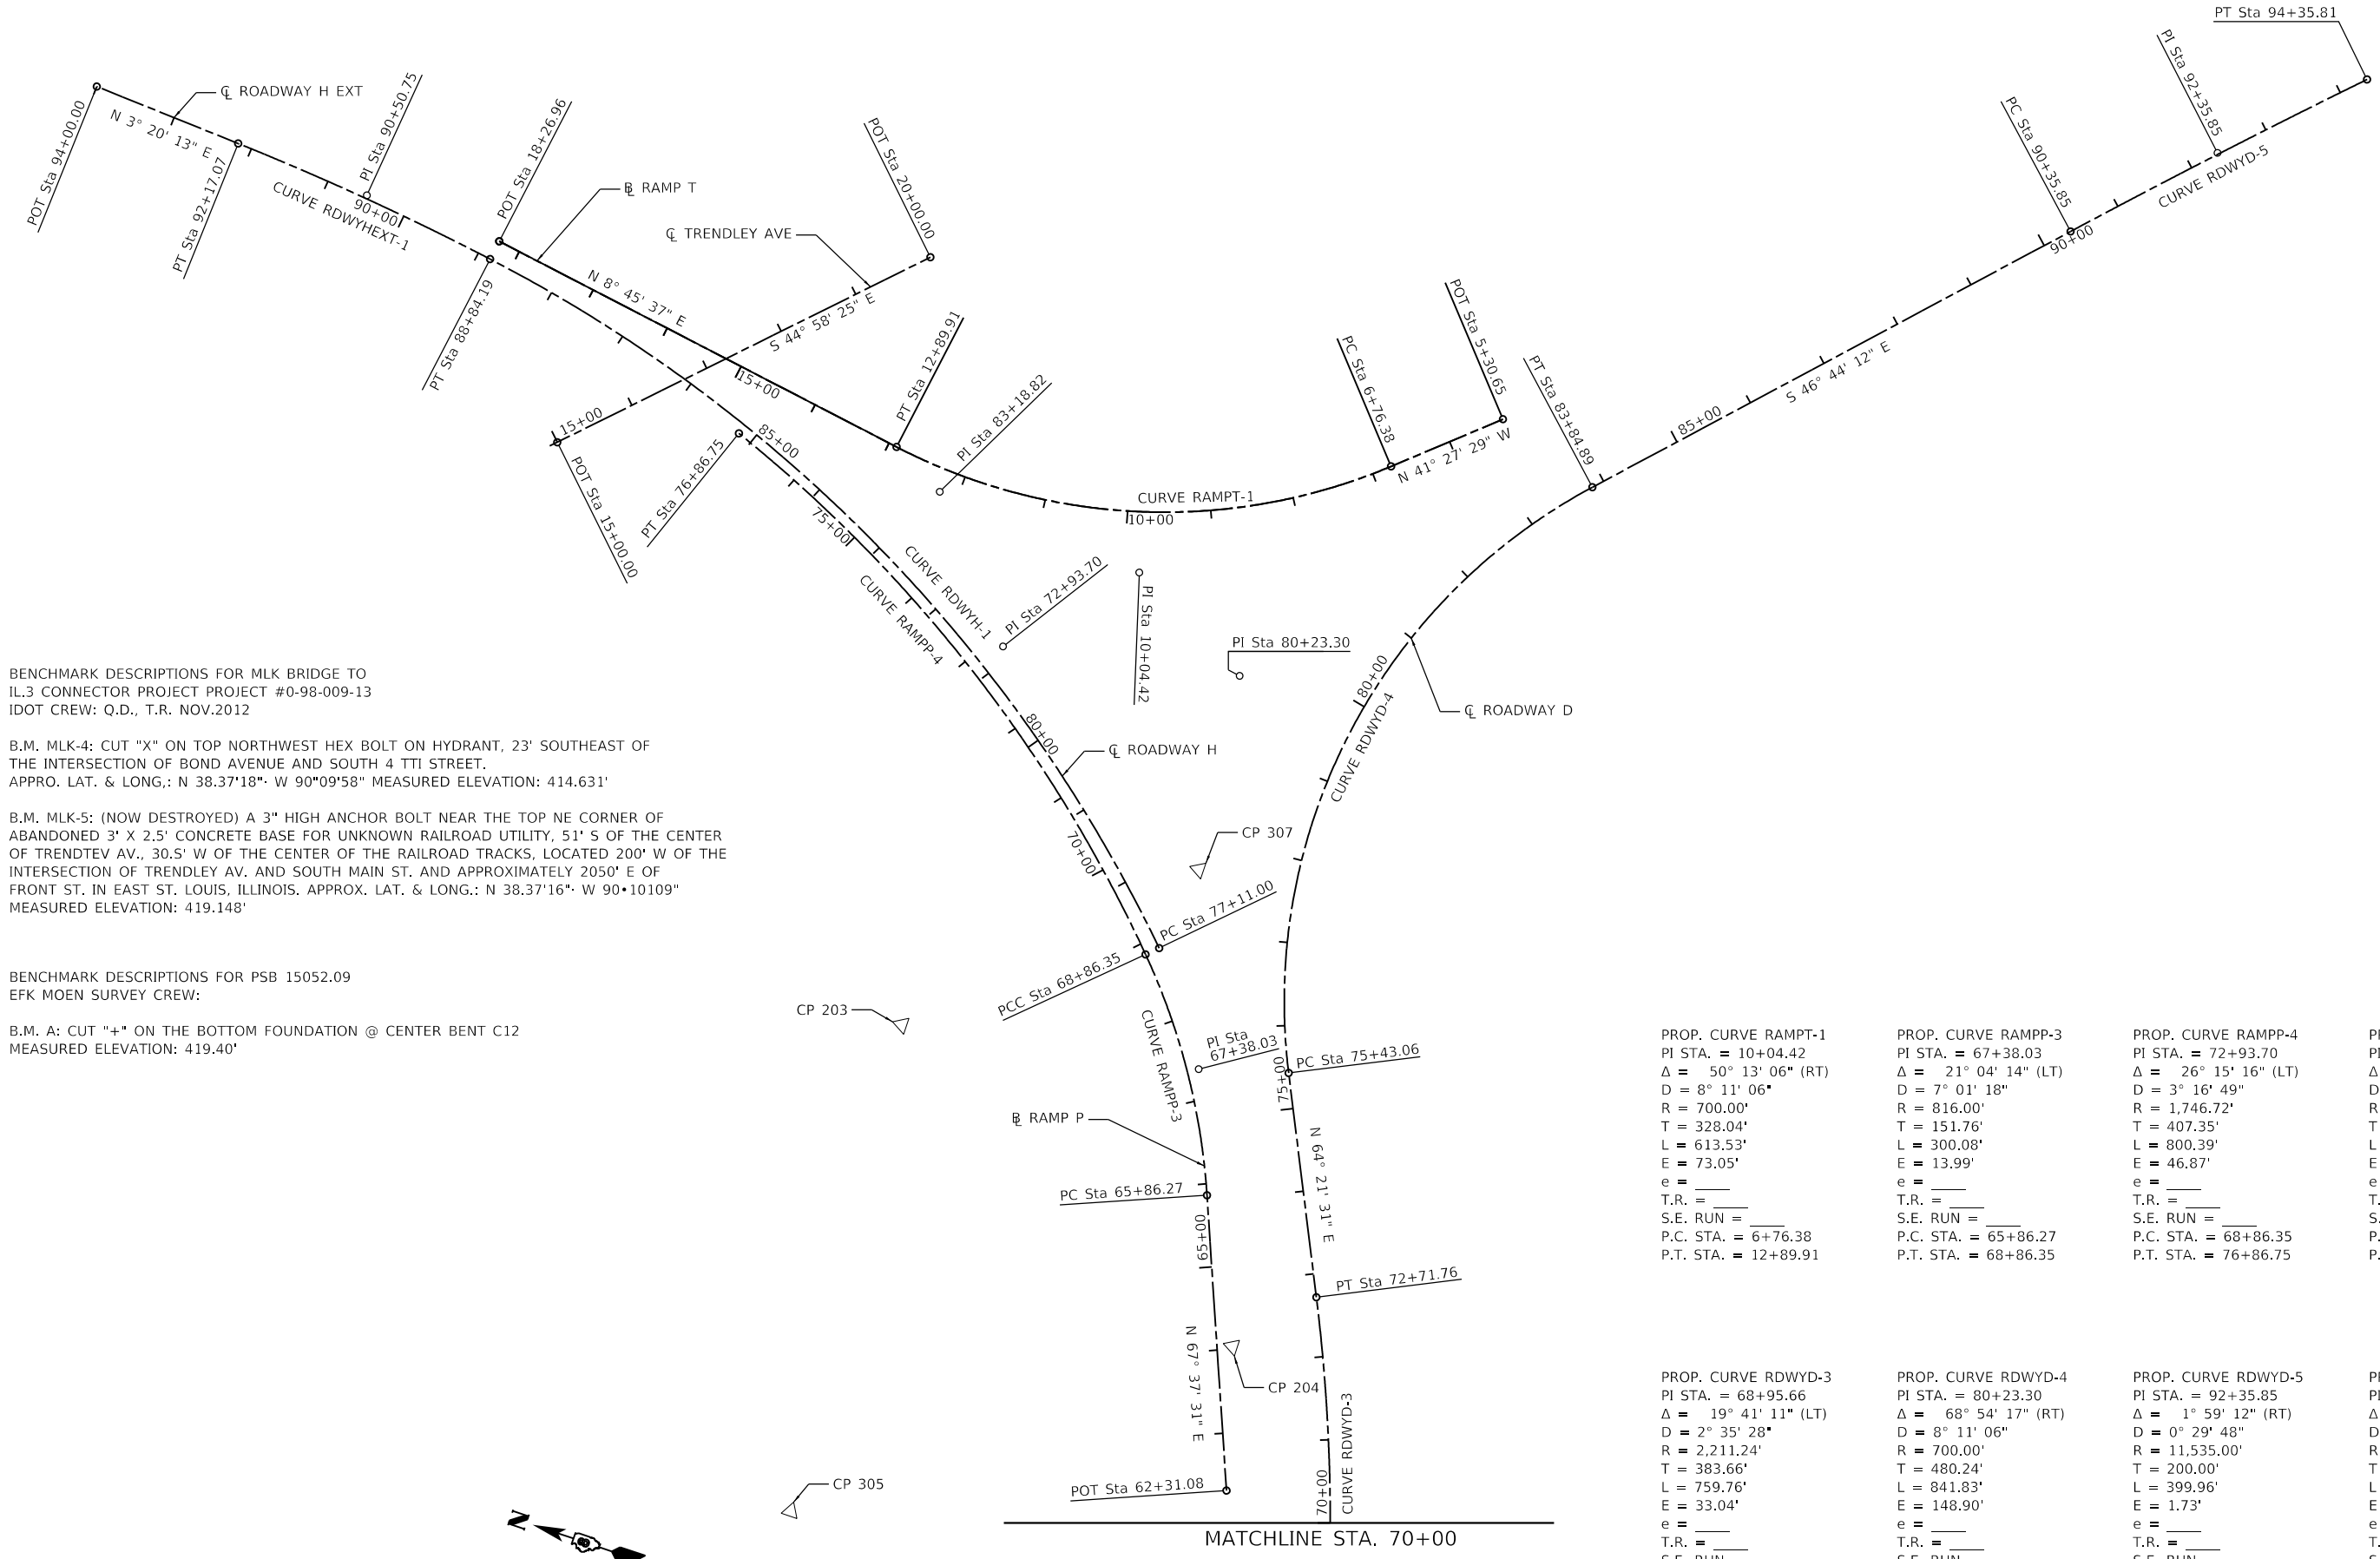 PT Sta 94+35.81
PI Sta 92+35.85
PC Sta 90+35.85
CURVE RDWYD-5
90+00
℄ ROADWAY H EXT
PI Sta 90+50.75
POT Sta 94+00.00
N 3° 20' 13" E
PT Sta 92+17.07
CURVE RDWYHEXT-1
90+00
POT Sta 18+26.96
℄ RAMP T
POT Sta 20+00.00
℄ TRENDLEY AVE
N 8° 45' 37" E
PT Sta 88+84.19
S 44° 58' 25" E
PT Sta 12+89.91
15+00
15+00
POT Sta 15+00.00
PT Sta 76+86.75
85+00
PI Sta 83+18.82
PC Sta 6+76.38
POT Sta 5+30.65
N 41° 27' 29" W
PT Sta 83+84.89
85+00
S 46° 44' 12" E
CURVE RAMPT-1
10+00
75+00
CURVE RDWYH-1
CURVE RAMPP-4
PI Sta 72+93.70
PI Sta 10+04.42
PI Sta 80+23.30
80+00
℄ ROADWAY D
CURVE RDWYD-4
80+00
℄ ROADWAY H
70+00
CP 307
PC Sta 77+11.00
PCC Sta 68+86.35
CP 203
CURVE RAMPP-3
PI Sta
67+38.03
PC Sta 75+43.06
75+00
℄ RAMP P
N 64° 21' 31" E
PC Sta 65+86.27
65+00
PT Sta 72+71.76
N 67° 37' 31" E
CP 204
CURVE RDWYD-3
70+00
CP 305
POT Sta 62+31.08
N
MATCHLINE STA. 70+00
BENCHMARK DESCRIPTIONS FOR MLK BRIDGE TO
IL.3 CONNECTOR PROJECT PROJECT #0-98-009-13
IDOT CREW: Q.D., T.R. NOV.2012
B.M. MLK-4: CUT "X" ON TOP NORTHWEST HEX BOLT ON HYDRANT, 23' SOUTHEAST OF
THE INTERSECTION OF BOND AVENUE AND SOUTH 4 TTI STREET.
APPRO. LAT. & LONG,: N 38.37'18"· W 90"09'58" MEASURED ELEVATION: 414.631'
B.M. MLK-5: (NOW DESTROYED) A 3" HIGH ANCHOR BOLT NEAR THE TOP NE CORNER OF
ABANDONED 3' X 2.5' CONCRETE BASE FOR UNKNOWN RAILROAD UTILITY, 51' S OF THE CENTER
OF TRENDTEV AV., 30.S' W OF THE CENTER OF THE RAILROAD TRACKS, LOCATED 200' W OF THE
INTERSECTION OF TRENDLEY AV. AND SOUTH MAIN ST. AND APPROXIMATELY 2050' E OF
FRONT ST. IN EAST ST. LOUIS, ILLINOIS. APPROX. LAT. & LONG.: N 38.37'16"· W 90•10109"
MEASURED ELEVATION: 419.148'
BENCHMARK DESCRIPTIONS FOR PSB 15052.09
EFK MOEN SURVEY CREW:
B.M. A: CUT "+" ON THE BOTTOM FOUNDATION @ CENTER BENT C12
MEASURED ELEVATION: 419.40'
PROP. CURVE RAMPT-1
PI STA. = 10+04.42
Δ = 50° 13' 06" (RT)
D = 8° 11' 06"
R = 700.00'
T = 328.04'
L = 613.53'
E = 73.05'
e = ____
T.R. = ____
S.E. RUN = ____
P.C. STA. = 6+76.38
P.T. STA. = 12+89.91
PROP. CURVE RAMPP-3
PI STA. = 67+38.03
Δ = 21° 04' 14" (LT)
D = 7° 01' 18"
R = 816.00'
T = 151.76'
L = 300.08'
E = 13.99'
e = ____
T.R. = ____
S.E. RUN = ____
P.C. STA. = 65+86.27
P.T. STA. = 68+86.35
PROP. CURVE RAMPP-4
PI STA. = 72+93.70
Δ = 26° 15' 16" (LT)
D = 3° 16' 49"
R = 1,746.72'
T = 407.35'
L = 800.39'
E = 46.87'
e = ____
T.R. = ____
S.E. RUN = ____
P.C. STA. = 68+86.35
P.T. STA. = 76+86.75
PROP. CURVE RDWYD-3
PI STA. = 68+95.66
Δ = 19° 41' 11" (LT)
D = 2° 35' 28"
R = 2,211.24'
T = 383.66'
L = 759.76'
E = 33.04'
e = ____
T.R. = ____
PROP. CURVE RDWYD-4
PI STA. = 80+23.30
Δ = 68° 54' 17" (RT)
D = 8° 11' 06"
R = 700.00'
T = 480.24'
L = 841.83'
E = 148.90'
e = ____
T.R. = ____
PROP. CURVE RDWYD-5
PI STA. = 92+35.85
Δ = 1° 59' 12" (RT)
D = 0° 29' 48"
R = 11,535.00'
T = 200.00'
L = 399.96'
E = 1.73'
e = ____
T.R. = ____